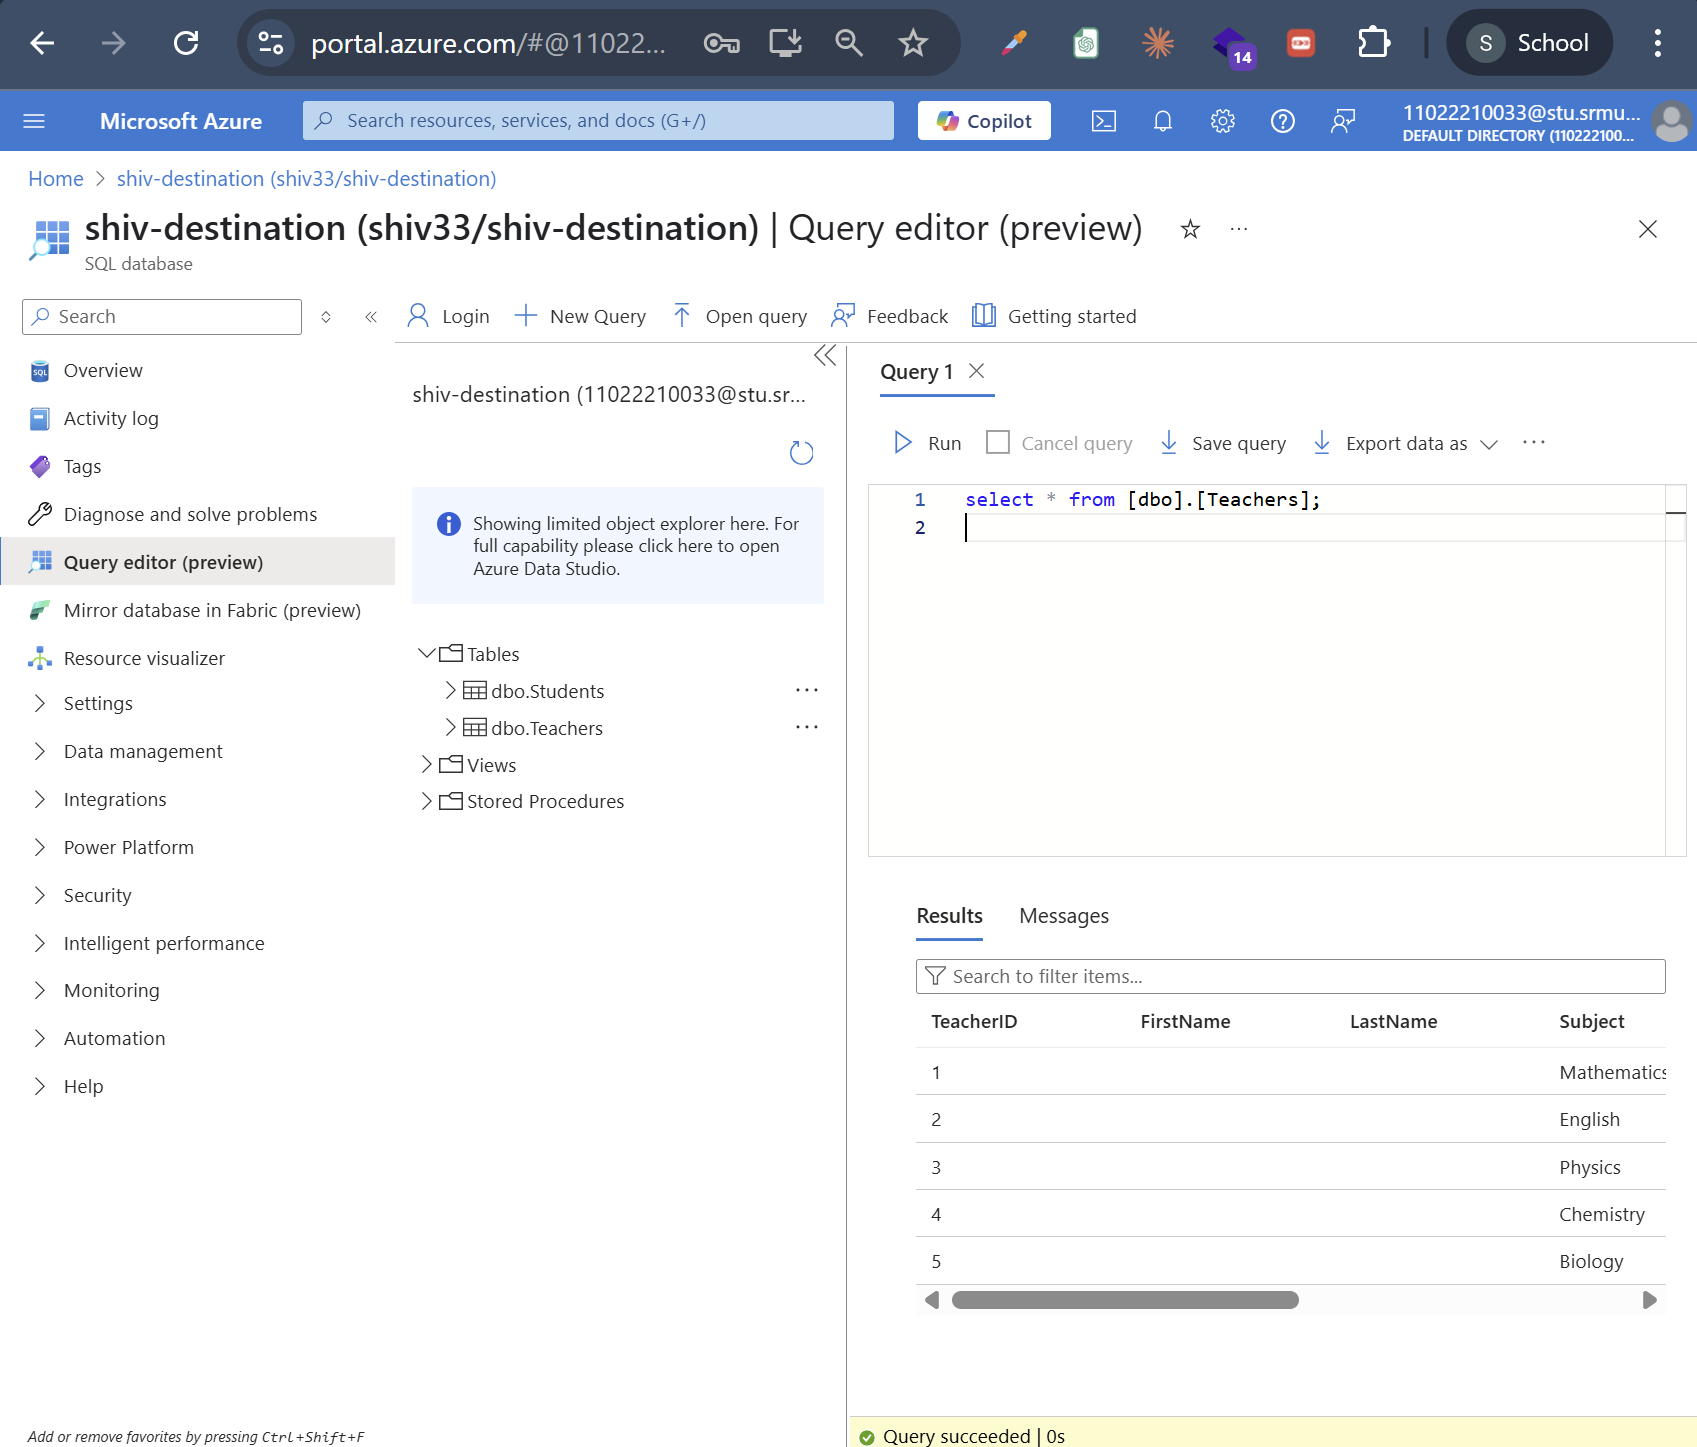 portal.azure.com/#@11022...
14
S School
Microsoft Azure
Search resources, services, and docs (G+/)
Copilot
11022210033@stu.srmu...
DEFAULT DIRECTORY (110222100...
Home > shiv-destination (shiv33/shiv-destination)
shiv-destination (shiv33/shiv-destination) | Query editor (preview) ...
SQL database
Search
Login
New Query
Open query
Feedback
Getting started
SQL Overview
Activity log
Tags
Diagnose and solve problems
Query editor (preview)
Mirror database in Fabric (preview)
Resource visualizer
Settings
Data management
Integrations
Power Platform
Security
Intelligent performance
Monitoring
Automation
Help
Add or remove favorites by pressing Ctrl+Shift+F
shiv-destination (11022210033@stu.sr...
Showing limited object explorer here. For
full capability please click here to open
Azure Data Studio.
Tables
dbo.Students ...
dbo.Teachers ...
Views
Stored Procedures
Query 1
Run Cancel query Save query Export data as ...
1 select * from [dbo].[Teachers];
2
Results Messages
Search to filter items...
TeacherID FirstName LastName Subject
1 Mathematics
2 English
3 Physics
4 Chemistry
5 Biology
Query succeeded | 0s